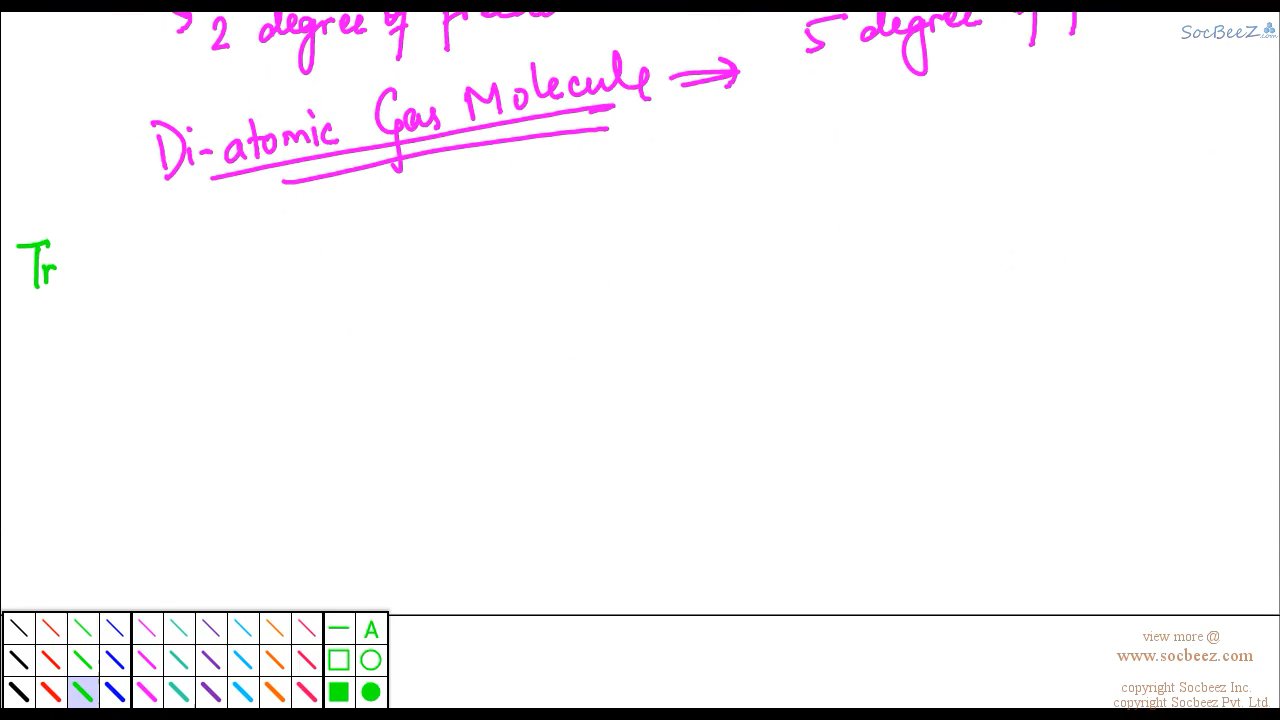 2 degree of
5 degree
SocBeeZ.com
Di-atomic Gas Molecule ⇒
Tr
A
view more @
www.socbeez.com
copyright Socbeez Inc.
copyright Socbeez Pvt. Ltd.